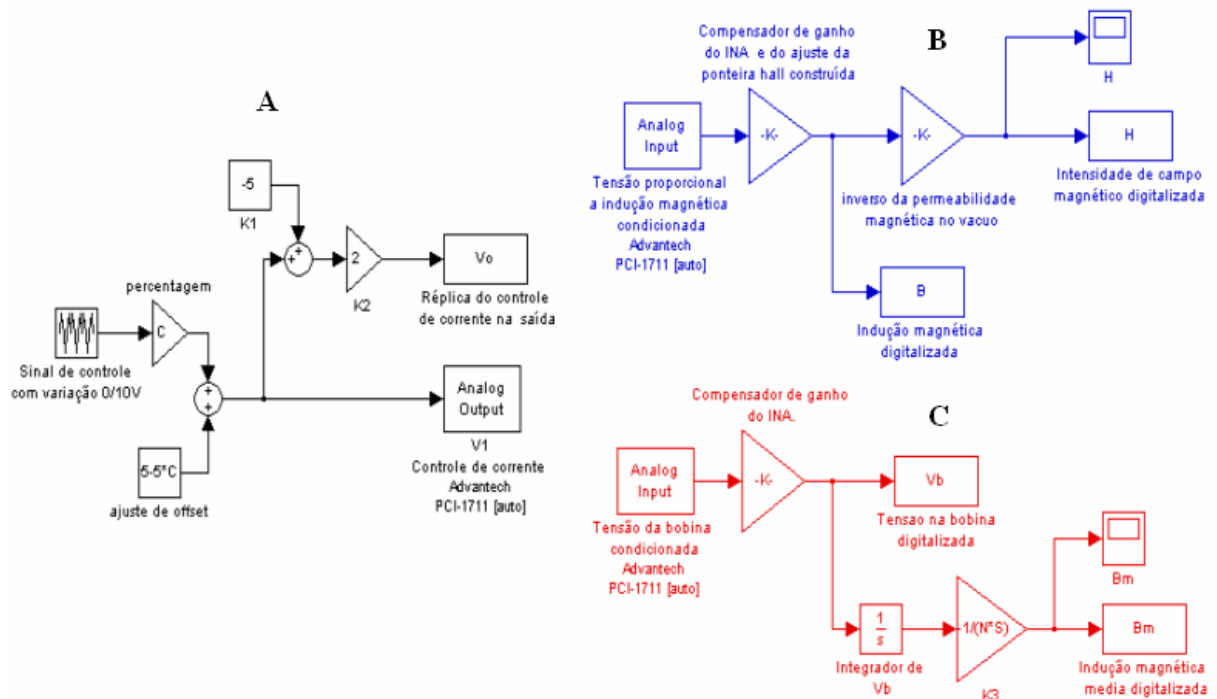 A
-5
K1
2
K2
Vo
Réplica do controle
de corrente na saída
percentagem
C
Sinal de controle
com variação 0/10V
5-5*C
ajuste de offset
Analog
Output
V1
Controle de corrente
Advantech
PCI-1711 [auto]
B
Compensador de ganho
do INA e do ajuste da
ponteira hall construída
Analog
Input
Tensão proporcional
a indução magnética
condicionada
Advantech
PCI-1711 [auto]
-K-
-K-
inverso da permeabilidade
magnética no vacuo
H
H
Intensidade de campo
magnético digitalizada
B
Indução magnética
digitalizada
C
Compensador de ganho
do INA.
Analog
Input
Tensão da bobina
condicionada
Advantech
PCI-1711 [auto]
-K-
Vb
Tensao na bobina
digitalizada
1
s
Integrador de
Vb
1/(N*S)
K3
Bm
Bm
Indução magnética
media digitalizada